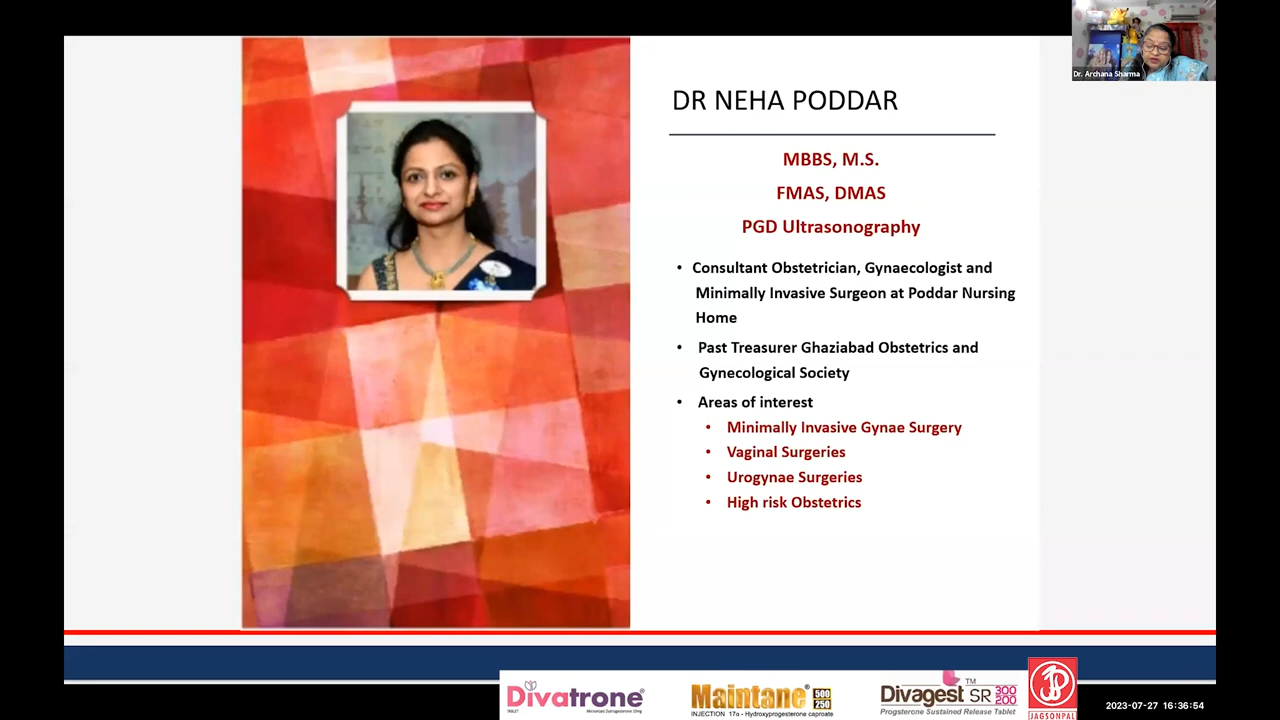 Dr. Archana Sharma
DR NEHA PODDAR
MBBS, M.S.
FMAS, DMAS
PGD Ultrasonography
• Consultant Obstetrician, Gynaecologist and
Minimally Invasive Surgeon at Poddar Nursing
Home
• Past Treasurer Ghaziabad Obstetrics and
Gynecological Society
• Areas of interest
• Minimally Invasive Gynae Surgery
• Vaginal Surgeries
• Urogynae Surgeries
• High risk Obstetrics
Divatrone®
TABLET
Maintane® 500 250
INJECTION 17α - Hydroxyprogesterone caproate
Divagest SR 300 200 TM
Progsterone Sustained Release Tablet
JAGSONPAL
2023-07-27 16:36:54